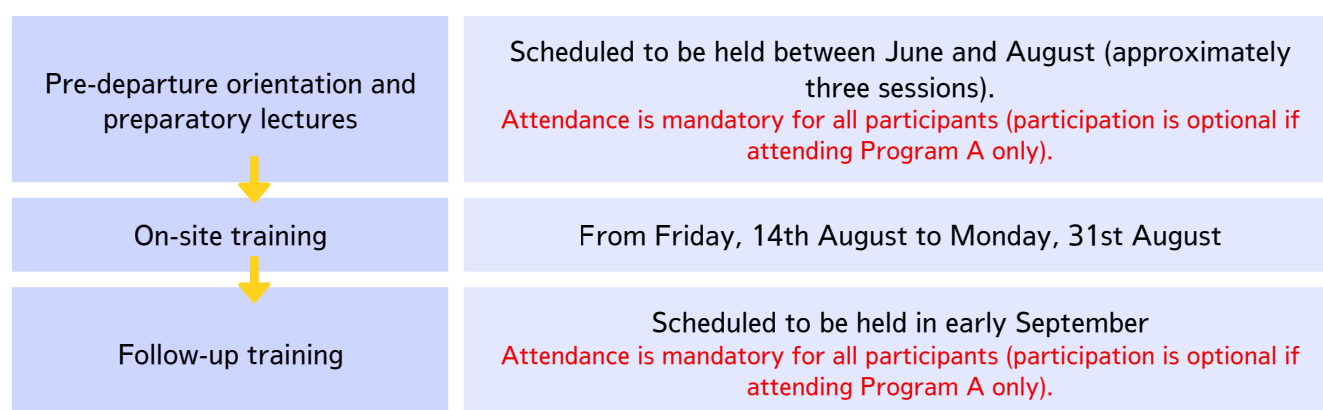 Pre-departure orientation and
preparatory lectures
Scheduled to be held between June and August (approximately
three sessions).
Attendance is mandatory for all participants (participation is optional if
attending Program A only).
On-site training
From Friday, 14th August to Monday, 31st August
Follow-up training
Scheduled to be held in early September
Attendance is mandatory for all participants (participation is optional if
attending Program A only).